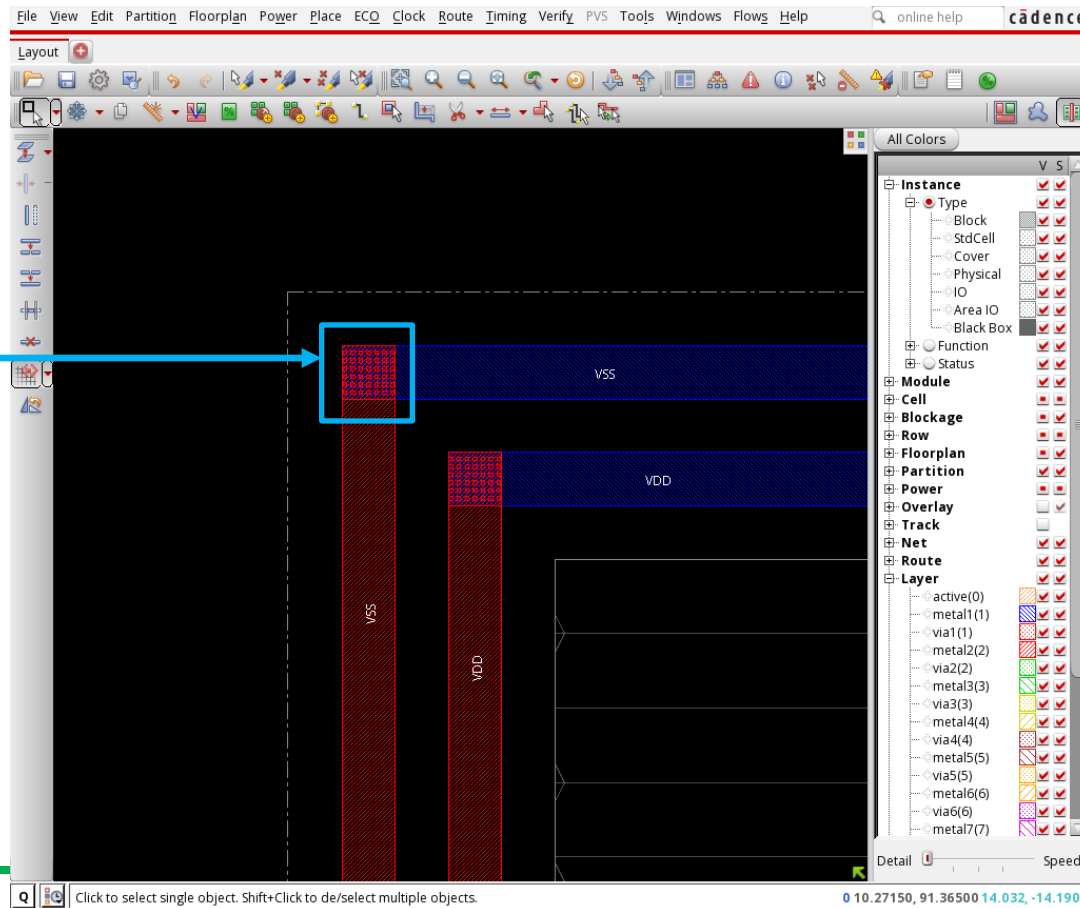 File View Edit Partition Floorplan Power Place ECO Clock Route Timing Verify PVS Tools Windows Flows Help online help cādence
Layout
All Colors
V S
Instance
Type
Block
StdCell
Cover
Physical
IO
Area IO
Black Box
Function
Status
Module
Cell
Blockage
Row
Floorplan
Partition
Power
Overlay
Track
Net
Route
Layer
active(0)
metal1(1)
via1(1)
metal2(2)
via2(2)
metal3(3)
via3(3)
metal4(4)
via4(4)
metal5(5)
via5(5)
metal6(6)
via6(6)
metal7(7)
VSS
VDD
VSS
VDD
Detail Speed
Q Click to select single object. Shift+Click to de/select multiple objects. 0 10.27150, 91.36500 14.032, -14.190